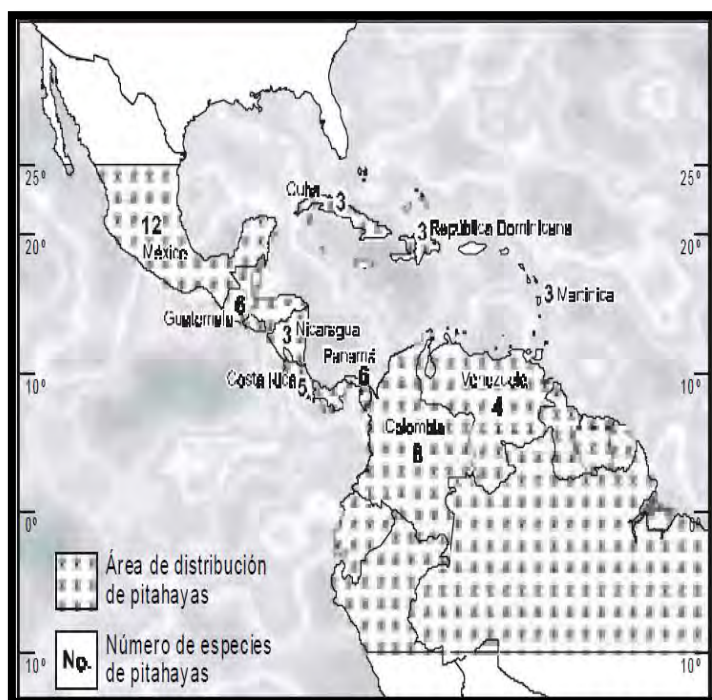 25°
25°
Cuba
3
20°
3 República Dominicana
20°
12
México
3 Martinica
6
Guatemala
3 Nicaragua
Panamá
10°
Costa Rica
5
6
Venezuela
10°
4
Colombia
8
0°
0°
Área de distribución
de pitahayas
10°
No.
Número de especies
de pitahayas
10°